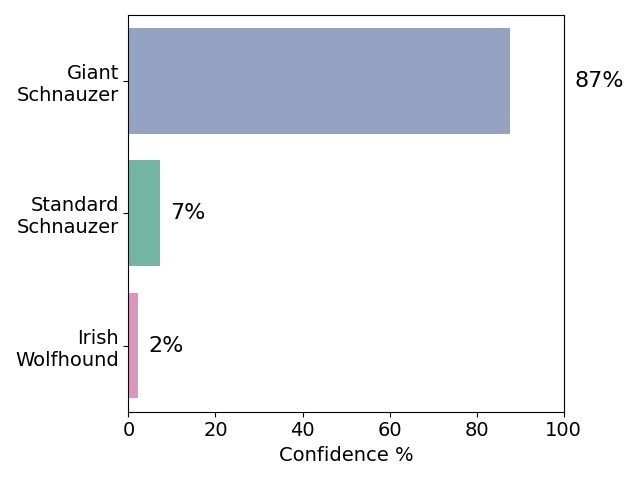 Giant
Schnauzer
87%
Standard
Schnauzer
7%
Irish
Wolfhound
2%
0 20 40 60 80 100
Confidence %